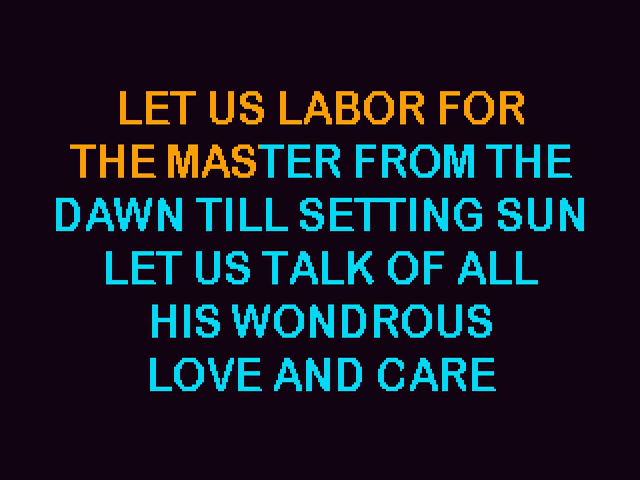 LET US LABOR FOR
THE MASTER FROM THE
DAWN TILL SETTING SUN
LET US TALK OF ALL
HIS WONDROUS
LOVE AND CARE